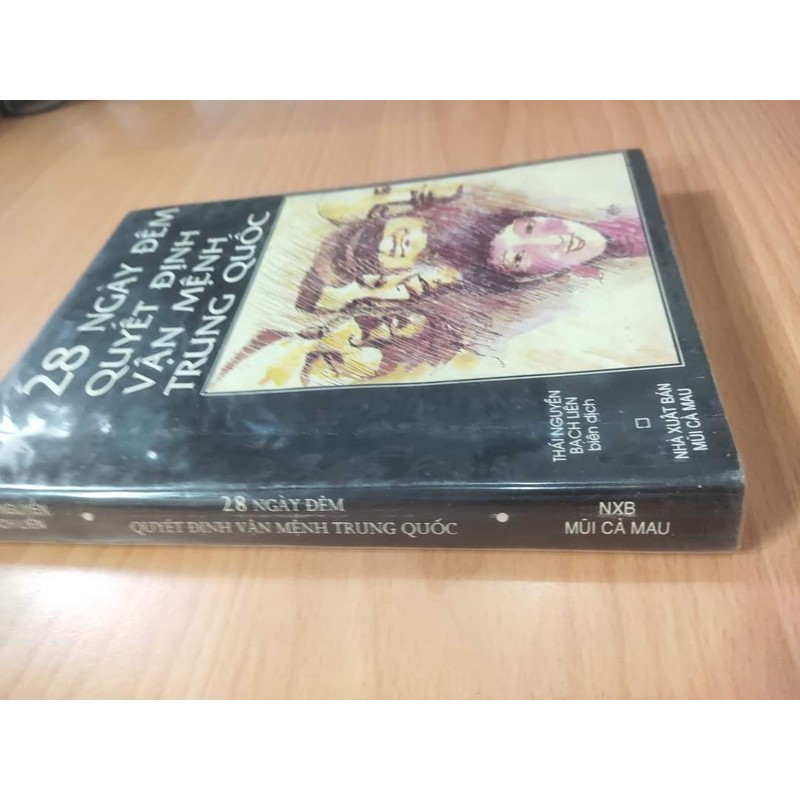 28 NGÀY ĐÊM
QUYẾT ĐỊNH
VẬN MỆNH
TRUNG QUỐC
THÁI NGUYỄN
BẠCH LIÊN
biên dịch
NHÀ XUẤT BẢN
MŨI CÀ MAU
28 NGÀY ĐÊM
QUYẾT ĐỊNH VẬN MỆNH TRUNG QUỐC
NXB
MŨI CÀ MAU